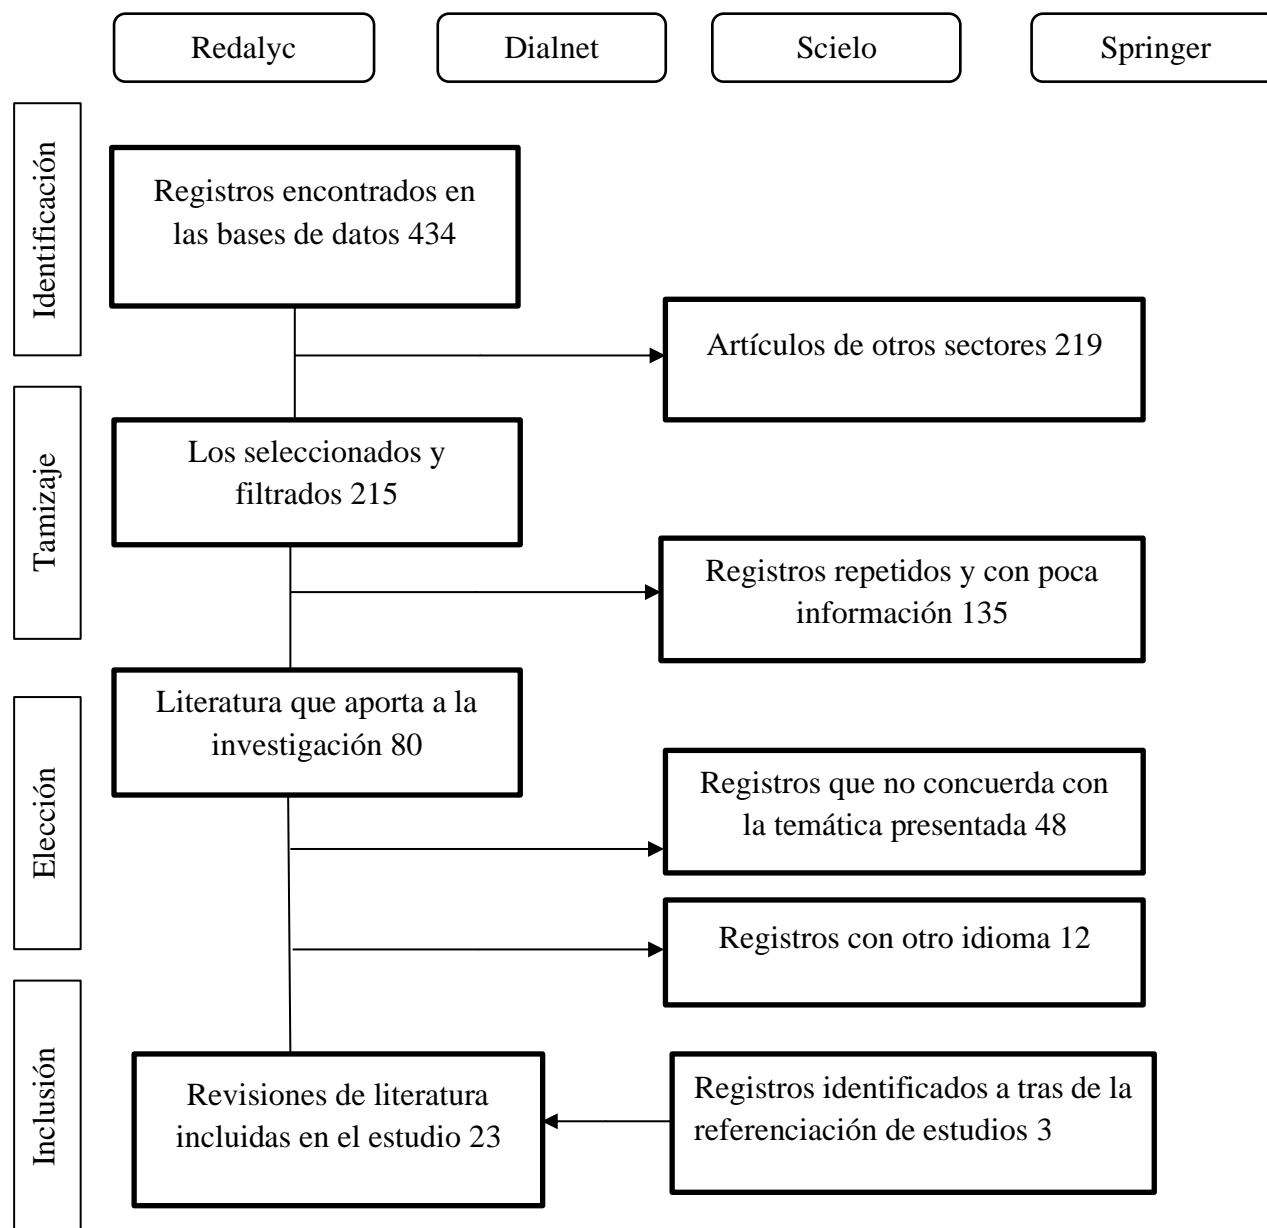 Redalyc
Dialnet
Scielo
Springer
Identificación
Registros encontrados en
las bases de datos 434
Artículos de otros sectores 219
Tamizaje
Los seleccionados y
filtrados 215
Registros repetidos y con poca
información 135
Elección
Literatura que aporta a la
investigación 80
Registros que no concuerda con
la temática presentada 48
Registros con otro idioma 12
Inclusión
Revisiones de literatura
incluidas en el estudio 23
Registros identificados a tras de la
referenciación de estudios 3